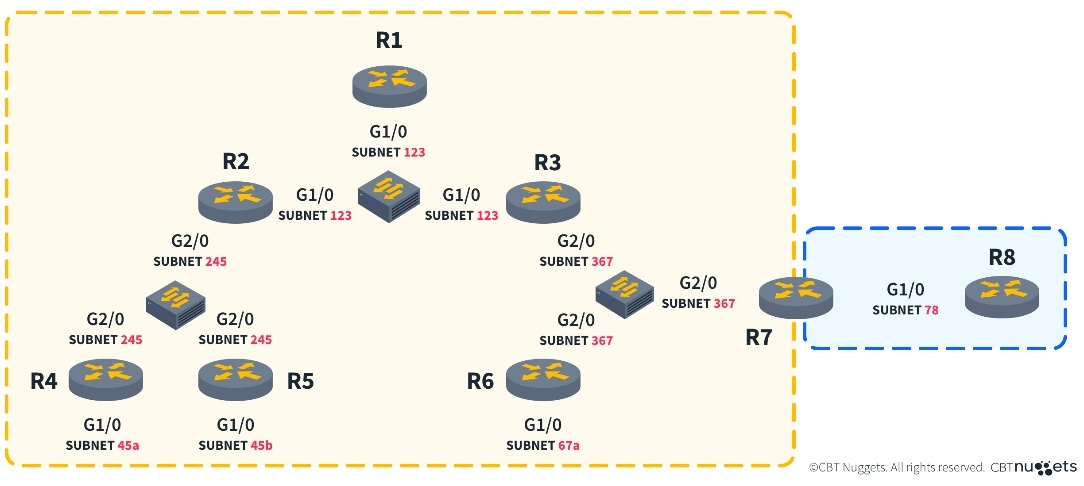 R1
G1/0
SUBNET 123
R2
R3
G1/0
SUBNET 123
G1/0
SUBNET 123
G2/0
SUBNET 245
G2/0
SUBNET 367
G2/0
SUBNET 367
R7
G1/0
SUBNET 78
R8
G2/0
SUBNET 245
G2/0
SUBNET 245
G2/0
SUBNET 367
R4
R5
R6
G1/0
SUBNET 45a
G1/0
SUBNET 45b
G1/0
SUBNET 67a
©CBT Nuggets. All rights reserved. CBTnuggets